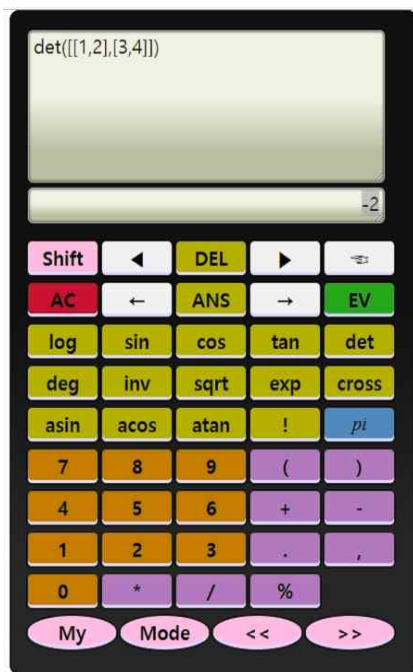 det([[1,2],[3,4]])
-2
Shift ◀ DEL ▶ ☜
AC ← ANS → EV
log sin cos tan det
deg inv sqrt exp cross
asin acos atan ! pi
7 8 9 ( )
4 5 6 + -
1 2 3 . ,
0 * / %
My Mode << >>